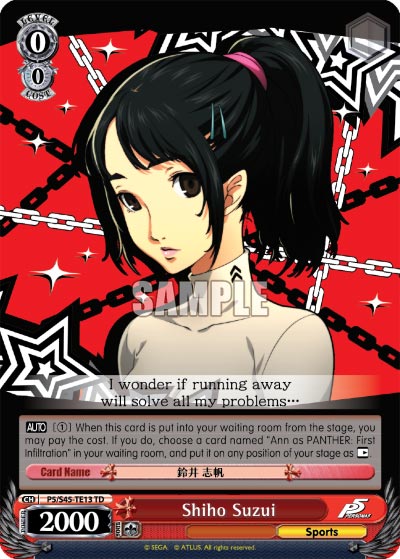 LEVEL
0
0
COST
SAMPLE
I wonder if running away
will solve all my problems…
AUTO [①] When this card is put into your waiting room from the stage, you
may pay the cost. If you do, choose a card named "Ann as PANTHER: First
Infiltration" in your waiting room, and put it on any position of your stage as
Card Name 鈴井 志帆
CH P5/S45-TE13 TD
2000
Shiho Suzui
P5
PERSONA5
Sports
© SEGA. © ATLUS. All rights reserved.